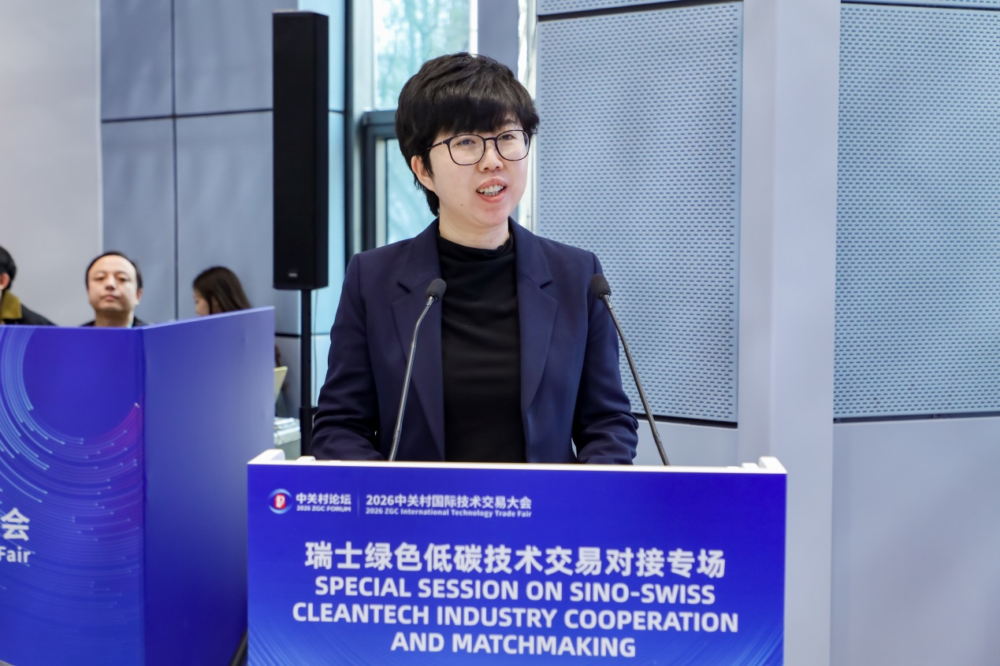 会
Fair
中关村论坛
2026 ZGC FORUM
2026中关村国际技术交易大会
2026 ZGC International Technology Trade Fair
瑞士绿色低碳技术交易对接专场
SPECIAL SESSION ON SINO-SWISS
CLEANTECH INDUSTRY COOPERATION
AND MATCHMAKING